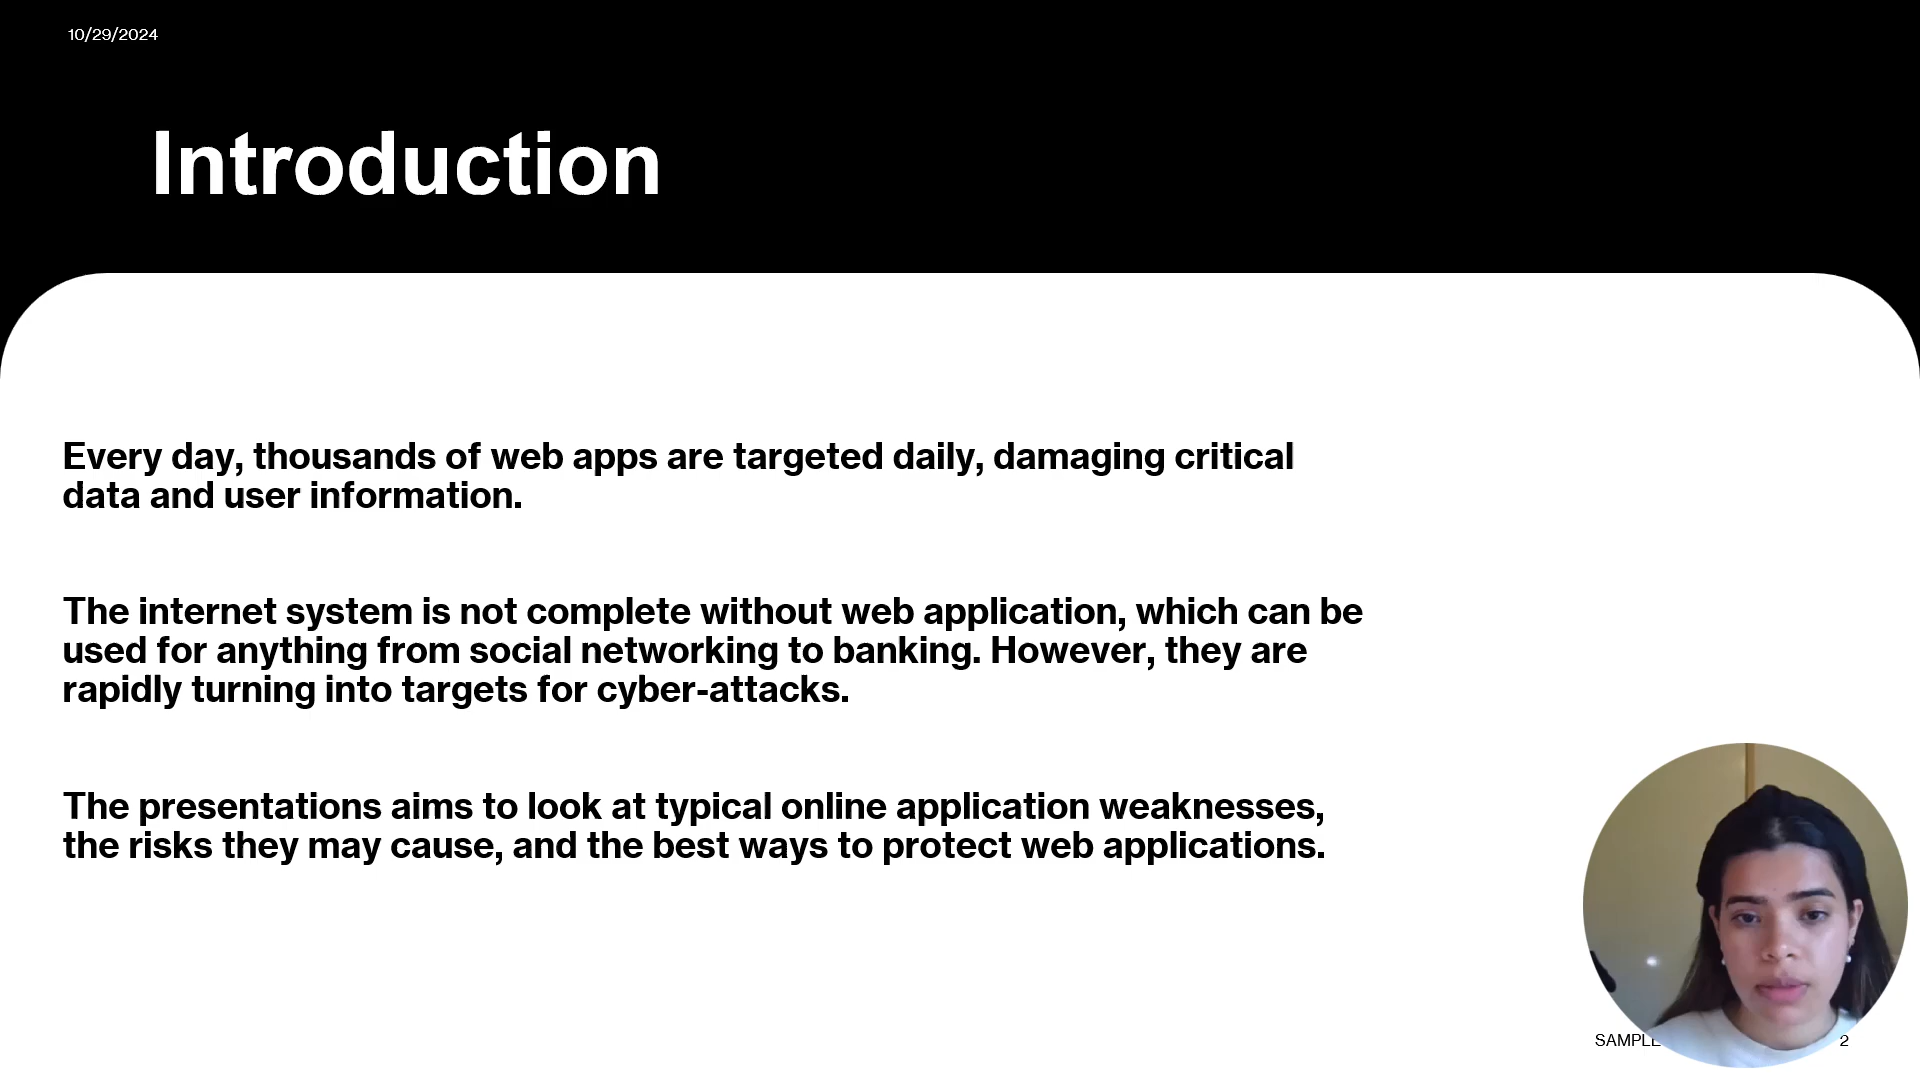 10/29/2024
Introduction
Every day, thousands of web apps are targeted daily, damaging critical
data and user information.
The internet system is not complete without web application, which can be
used for anything from social networking to banking. However, they are
rapidly turning into targets for cyber-attacks.
The presentations aims to look at typical online application weaknesses,
the risks they may cause, and the best ways to protect web applications.
SAMPLE 2